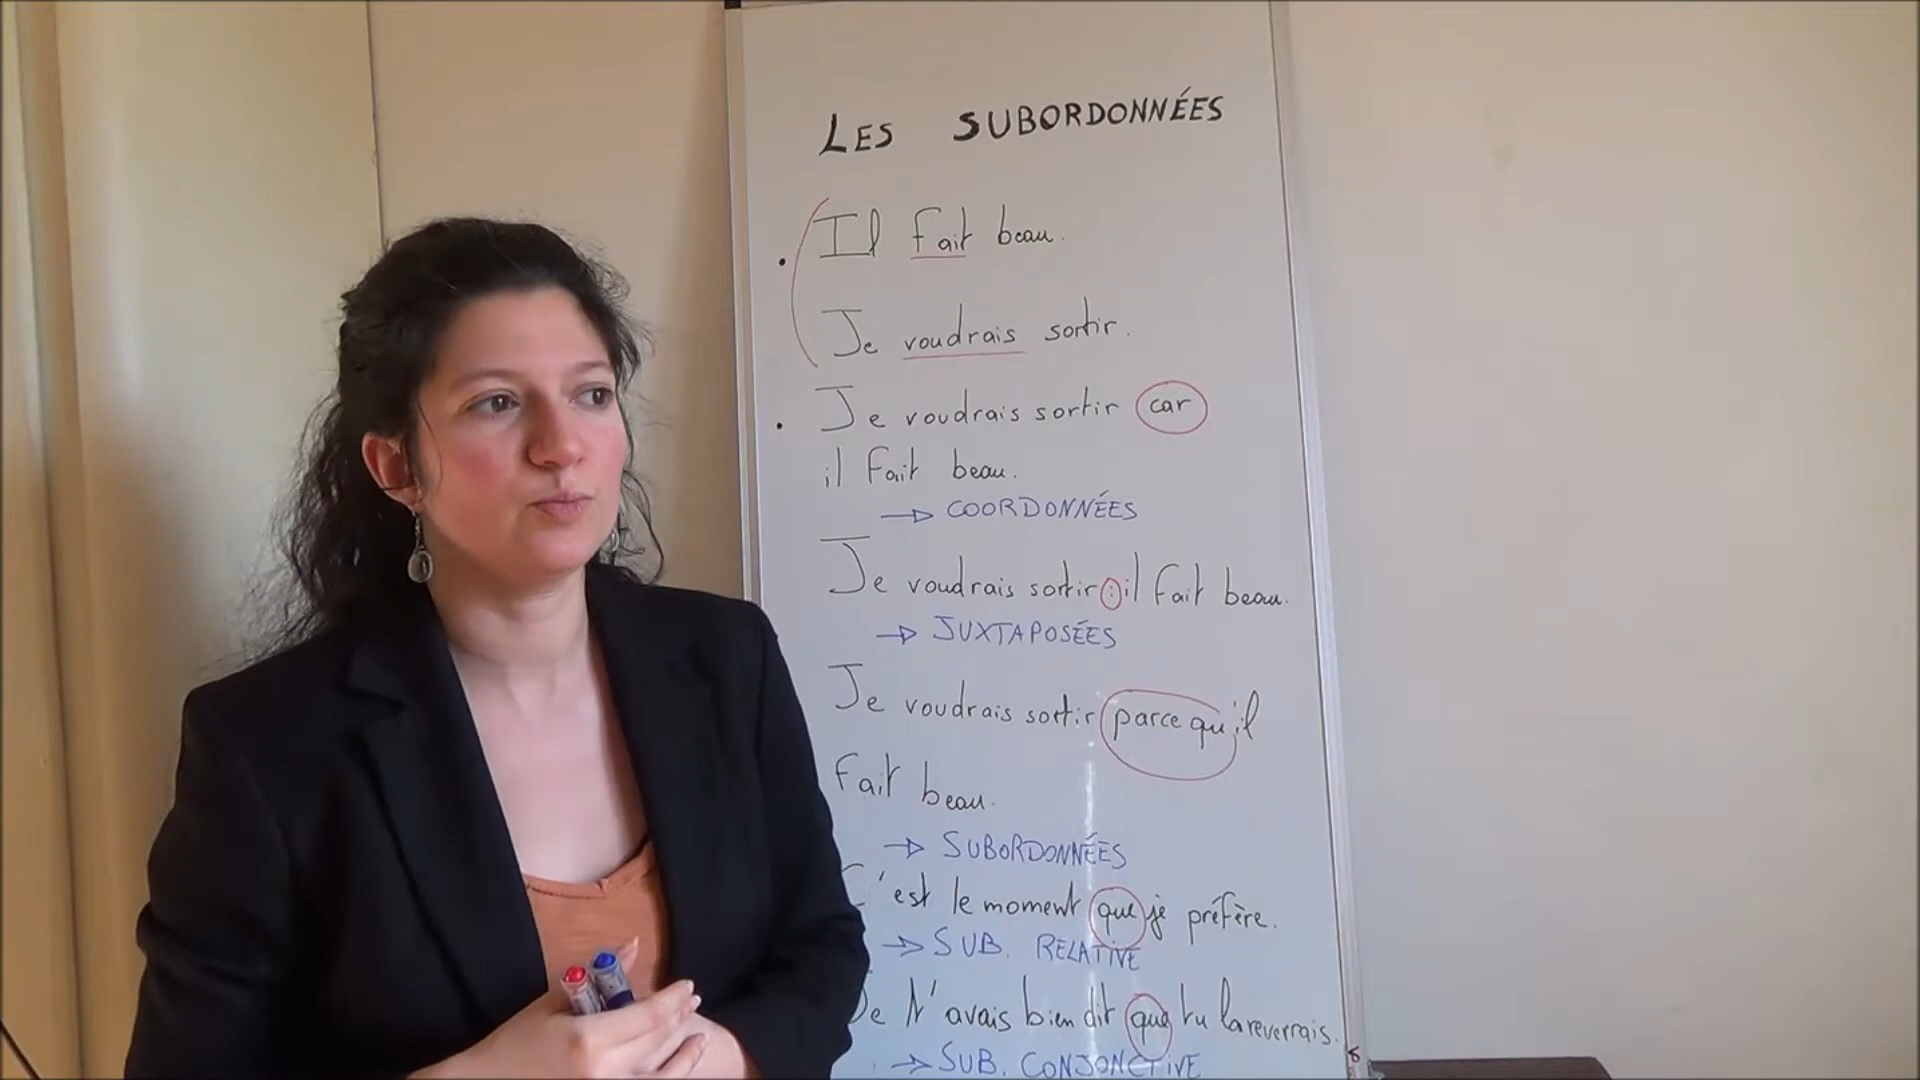 LES SUBORDONNÉES
• Il fait beau.
Je voudrais sortir.
• Je voudrais sortir car
il fait beau.
→ COORDONNÉES
Je voudrais sortir : il fait beau.
→ JUXTAPOSÉES
Je voudrais sortir parce qu'il
fait beau.
→ SUBORDONNÉES
C'est le moment que je préfère.
→ SUB. RELATIVE
Je t'avais bien dit que tu la reverrais.
→ SUB. CONJONCTIVE